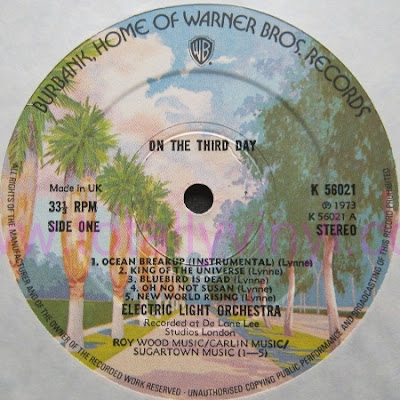 BURBANK, HOME OF WARNER BROS. RECORDS
WB
ON THE THIRD DAY
Made in UK
33⅓ RPM
SIDE ONE
K 56021
℗ 1973
K 56021 A
STEREO
1. OCEAN BREAKUP (INSTRUMENTAL) (Lynne)
2. KING OF THE UNIVERSE (Lynne)
3. BLUEBIRD IS DEAD (Lynne)
4. OH NO NOT SUSAN (Lynne)
5. NEW WORLD RISING (Lynne)
ELECTRIC LIGHT ORCHESTRA
Recorded at De Lane Lee
Studios London
ROY WOOD MUSIC/CARLIN MUSIC/
SUGARTOWN MUSIC (1—5)
ALL RIGHTS OF THE MANUFACTURER AND OF THE OWNER OF THE RECORDED WORK RESERVED - UNAUTHORISED COPYING PUBLIC PERFORMANCE AND BROADCASTING OF THIS RECORD PROHIBITED